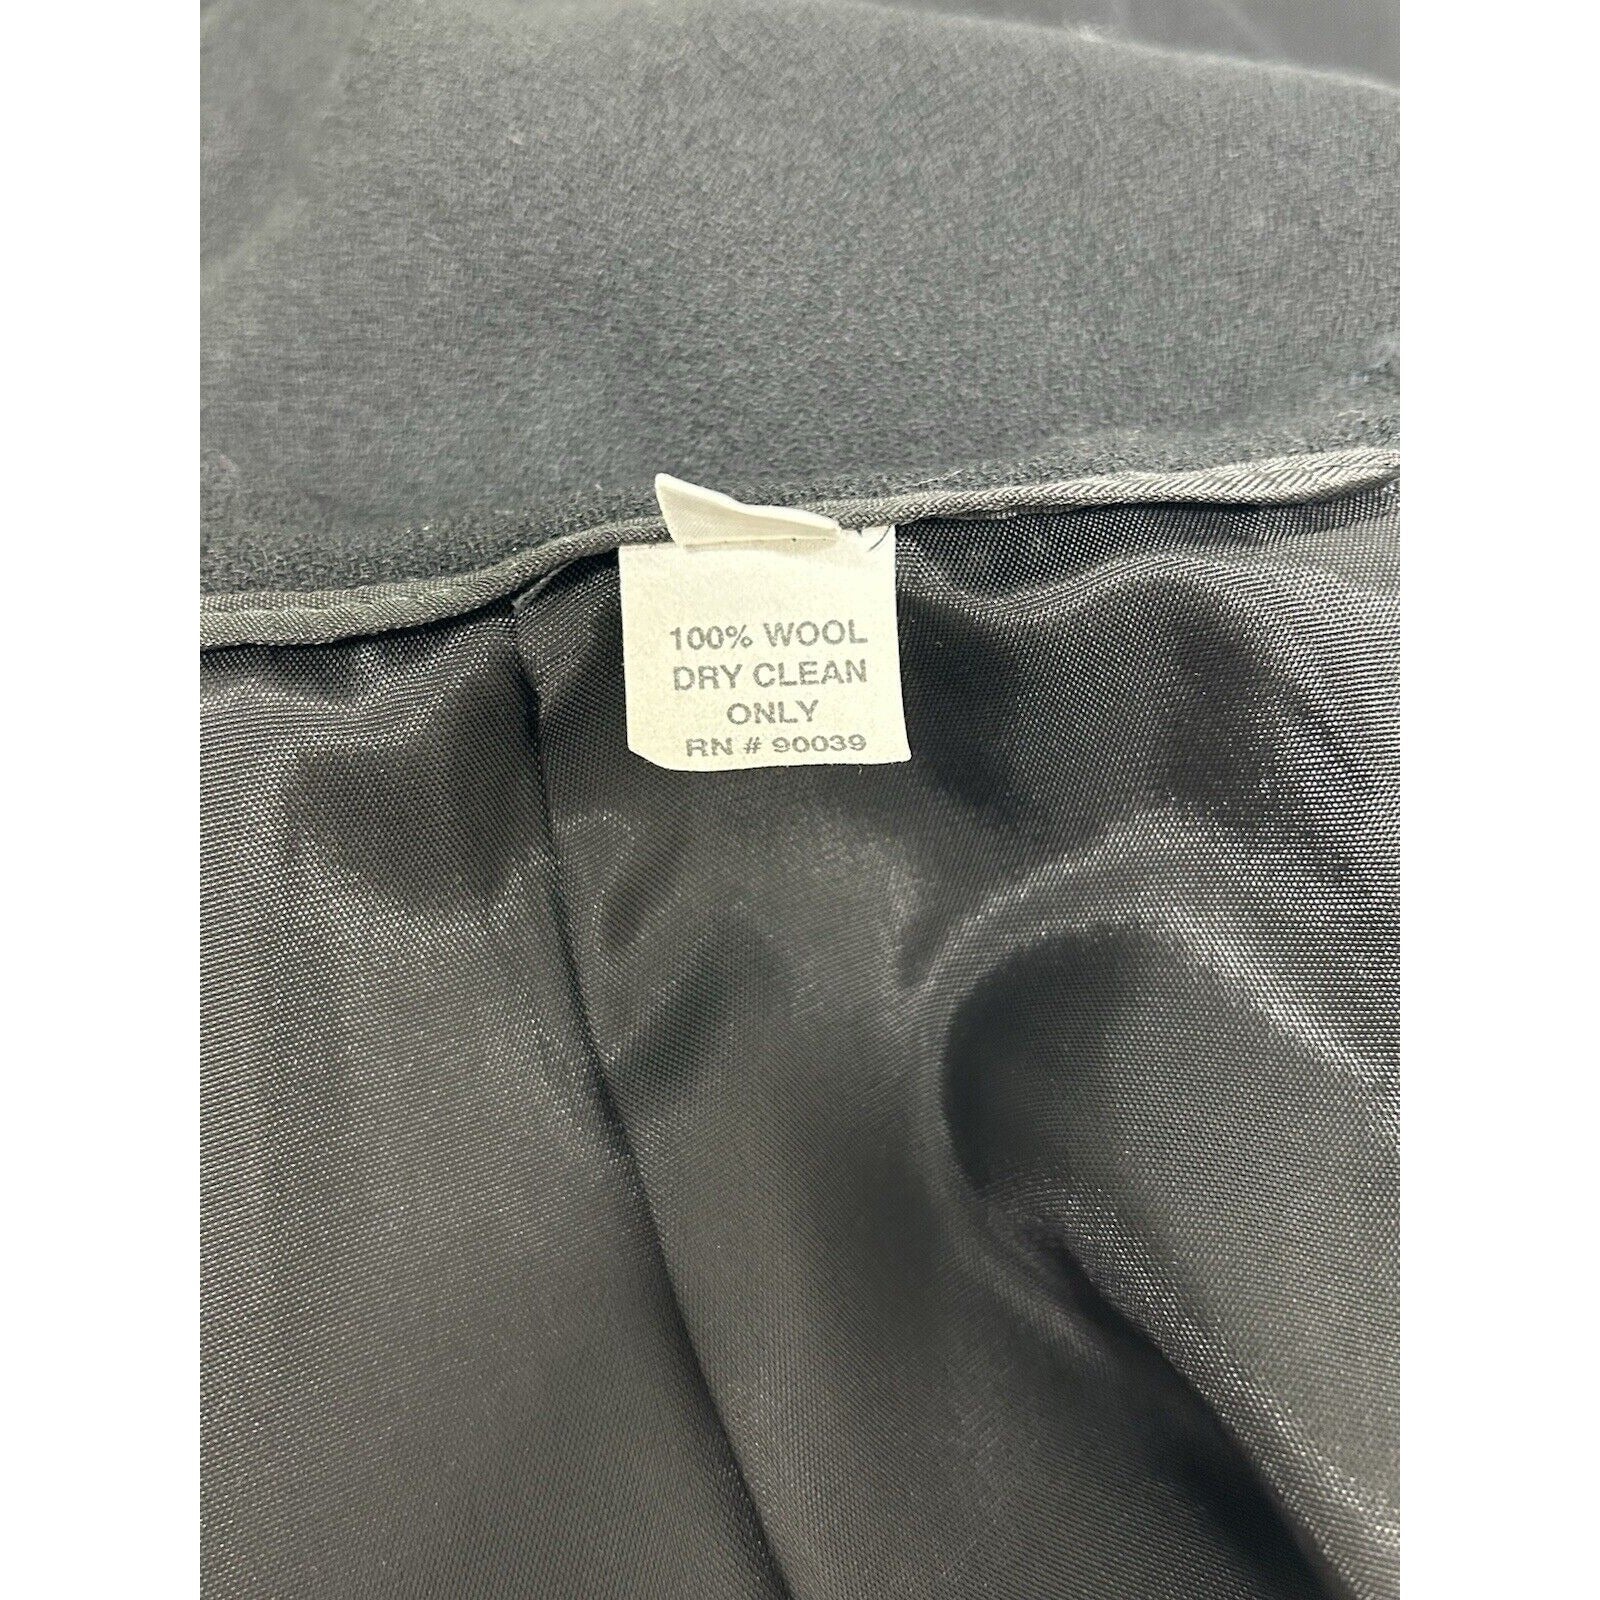 100% WOOL
DRY CLEAN
ONLY
RN # 90039